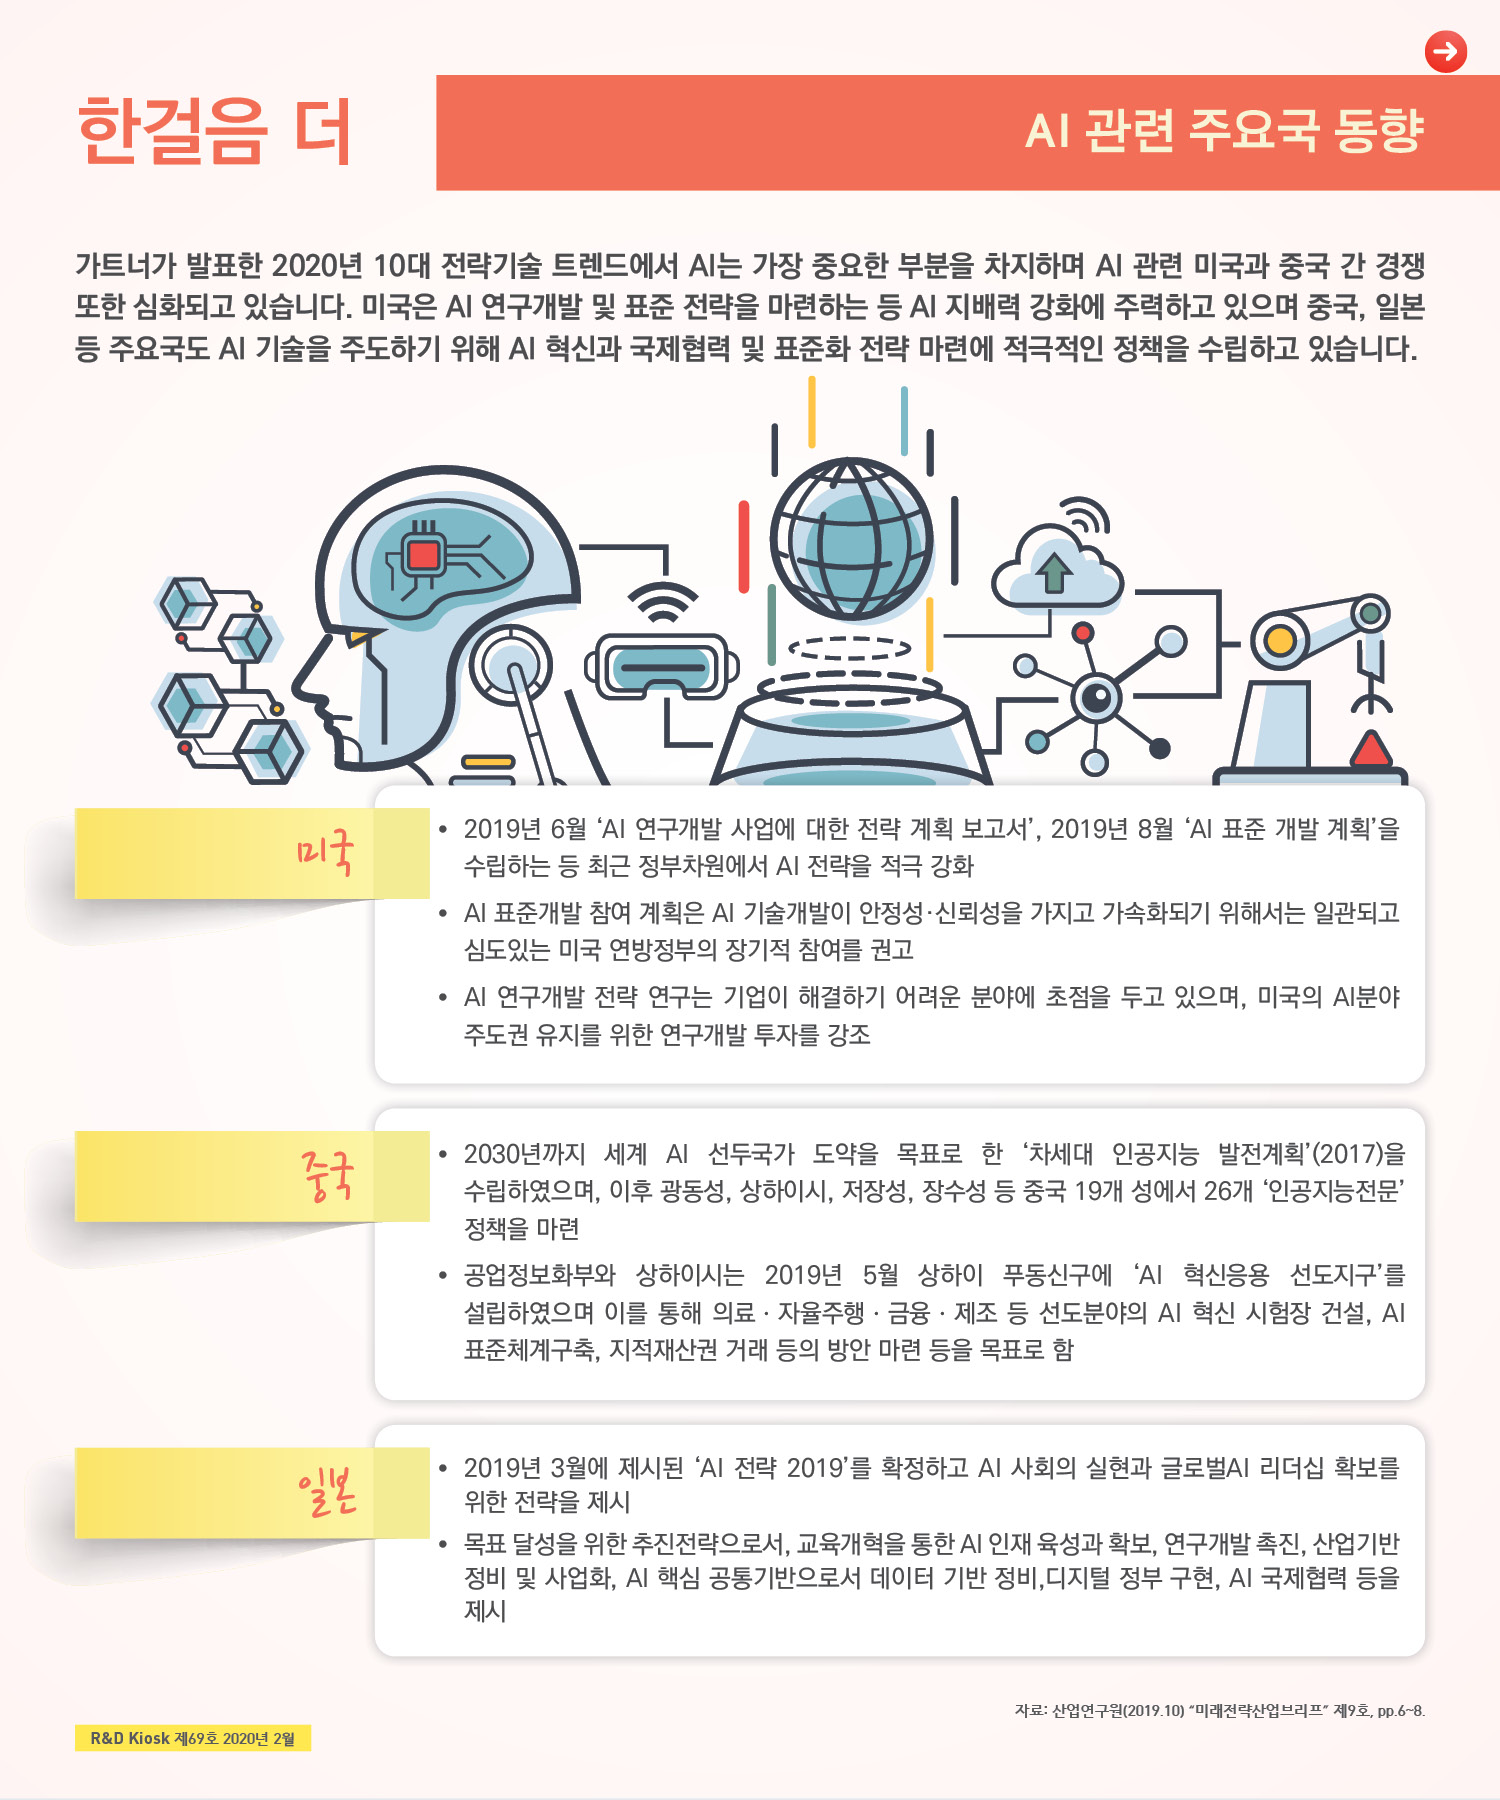 한걸음 더
AI 관련 주요국 동향
가트너가 발표한 2020년 10대 전략기술 트렌드에서 AI는 가장 중요한 부분을 차지하며 AI 관련 미국과 중국 간 경쟁
또한 심화되고 있습니다. 미국은 AI 연구개발 및 표준 전략을 마련하는 등 AI 지배력 강화에 주력하고 있으며 중국, 일본
등 주요국도 AI 기술을 주도하기 위해 AI 혁신과 국제협력 및 표준화 전략 마련에 적극적인 정책을 수립하고 있습니다.
미국
• 2019년 6월 ‘AI 연구개발 사업에 대한 전략 계획 보고서’, 2019년 8월 ‘AI 표준 개발 계획’을
수립하는 등 최근 정부차원에서 AI 전략을 적극 강화
• AI 표준개발 참여 계획은 AI 기술개발이 안정성·신뢰성을 가지고 가속화되기 위해서는 일관되고
심도있는 미국 연방정부의 장기적 참여를 권고
• AI 연구개발 전략 연구는 기업이 해결하기 어려운 분야에 초점을 두고 있으며, 미국의 AI분야
주도권 유지를 위한 연구개발 투자를 강조
중국
• 2030년까지 세계 AI 선두국가 도약을 목표로 한 ‘차세대 인공지능 발전계획’(2017)을
수립하였으며, 이후 광동성, 상하이시, 저장성, 장수성 등 중국 19개 성에서 26개 ‘인공지능전문’
정책을 마련
• 공업정보화부와 상하이시는 2019년 5월 상하이 푸동신구에 ‘AI 혁신응용 선도지구’를
설립하였으며 이를 통해 의료 · 자율주행 · 금융 · 제조 등 선도분야의 AI 혁신 시험장 건설, AI
표준체계구축, 지적재산권 거래 등의 방안 마련 등을 목표로 함
일본
• 2019년 3월에 제시된 ‘AI 전략 2019’를 확정하고 AI 사회의 실현과 글로벌AI 리더십 확보를
위한 전략을 제시
• 목표 달성을 위한 추진전략으로서, 교육개혁을 통한 AI 인재 육성과 확보, 연구개발 촉진, 산업기반
정비 및 사업화, AI 핵심 공통기반으로서 데이터 기반 정비,디지털 정부 구현, AI 국제협력 등을
제시
자료: 산업연구원(2019.10) “미래전략산업브리프” 제9호, pp.6~8.
R&D Kiosk 제69호 2020년 2월